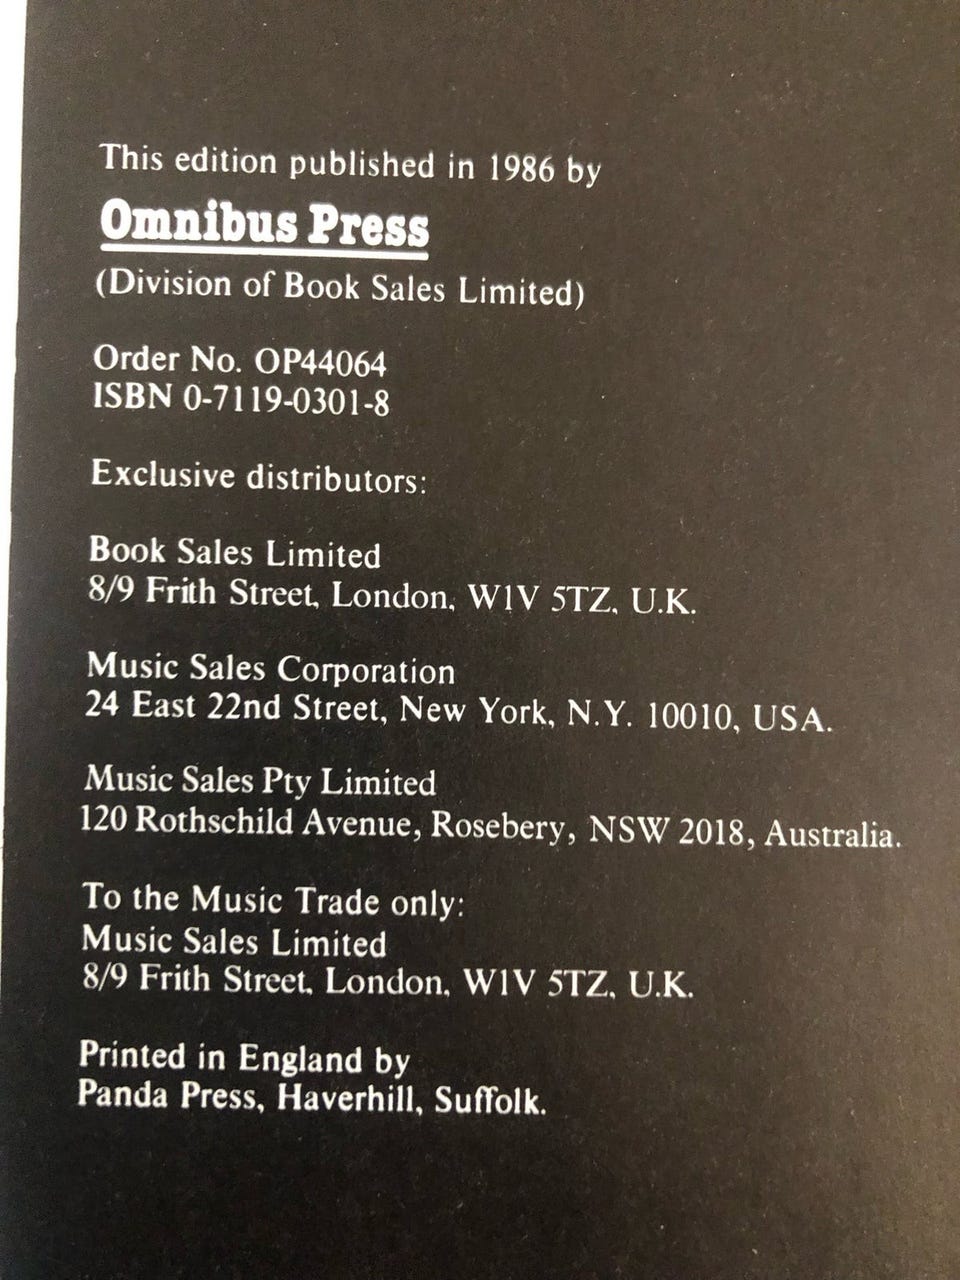 This edition published in 1986 by
Omnibus Press
(Division of Book Sales Limited)
Order No. OP44064
ISBN 0-7119-0301-8
Exclusive distributors:
Book Sales Limited
8/9 Frith Street, London, W1V 5TZ, U.K.
Music Sales Corporation
24 East 22nd Street, New York, N.Y. 10010, USA.
Music Sales Pty Limited
120 Rothschild Avenue, Rosebery, NSW 2018, Australia.
To the Music Trade only:
Music Sales Limited
8/9 Frith Street, London, W1V 5TZ, U.K.
Printed in England by
Panda Press, Haverhill, Suffolk.